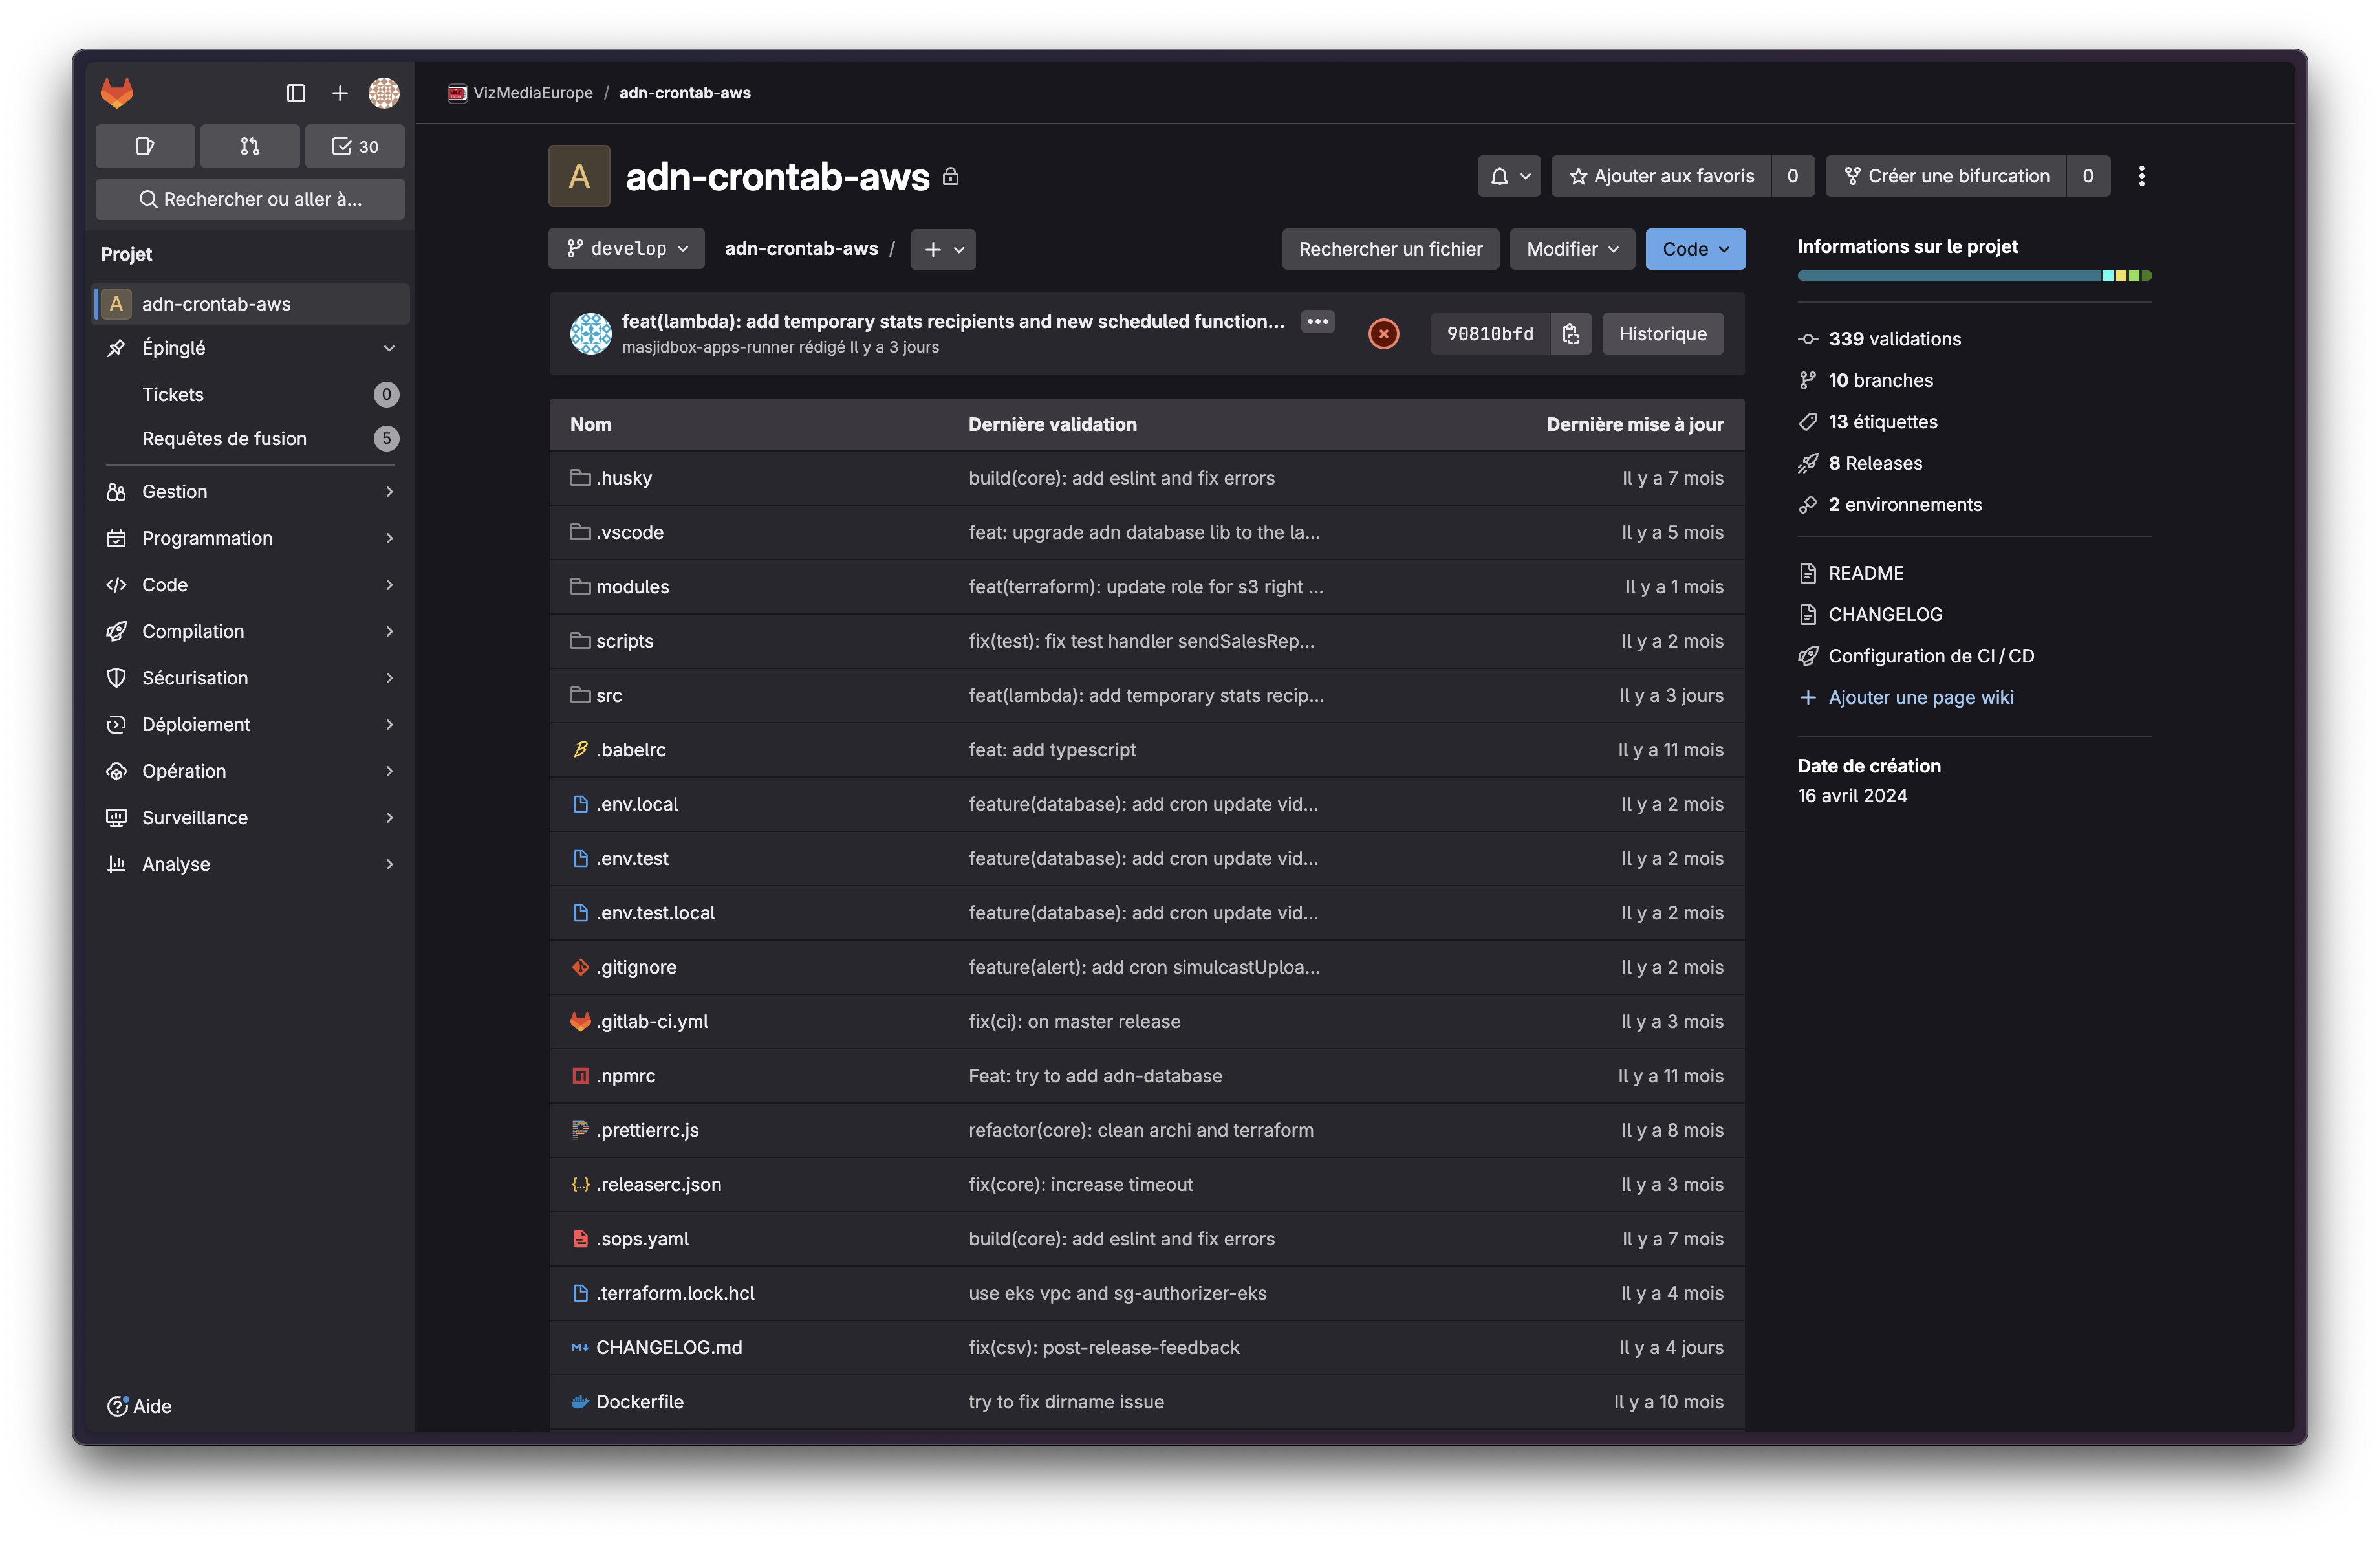 VizMediaEurope / adn-crontab-aws
30
Rechercher ou aller à...
Projet
A adn-crontab-aws
Épinglé
Tickets 0
Requêtes de fusion 5
Gestion
Programmation
Code
Compilation
Sécurisation
Déploiement
Opération
Surveillance
Analyse
Aide
A adn-crontab-aws
Ajouter aux favoris 0 Créer une bifurcation 0
develop adn-crontab-aws / Rechercher un fichier Modifier Code
feat(lambda): add temporary stats recipients and new scheduled function...
masjidbox-apps-runner rédigé Il y a 3 jours
90810bfd Historique
Nom Dernière validation Dernière mise à jour
.husky build(core): add eslint and fix errors Il y a 7 mois
.vscode feat: upgrade adn database lib to the la... Il y a 5 mois
modules feat(terraform): update role for s3 right ... Il y a 1 mois
scripts fix(test): fix test handler sendSalesRep... Il y a 2 mois
src feat(lambda): add temporary stats recip... Il y a 3 jours
.babelrc feat: add typescript Il y a 11 mois
.env.local feature(database): add cron update vid... Il y a 2 mois
.env.test feature(database): add cron update vid... Il y a 2 mois
.env.test.local feature(database): add cron update vid... Il y a 2 mois
.gitignore feature(alert): add cron simulcastUploa... Il y a 2 mois
.gitlab-ci.yml fix(ci): on master release Il y a 3 mois
.npmrc Feat: try to add adn-database Il y a 11 mois
.prettierrc.js refactor(core): clean archi and terraform Il y a 8 mois
.releaserc.json fix(core): increase timeout Il y a 3 mois
.sops.yaml build(core): add eslint and fix errors Il y a 7 mois
.terraform.lock.hcl use eks vpc and sg-authorizer-eks Il y a 4 mois
CHANGELOG.md fix(csv): post-release-feedback Il y a 4 jours
Dockerfile try to fix dirname issue Il y a 10 mois
Informations sur le projet
339 validations
10 branches
13 étiquettes
8 Releases
2 environnements
README
CHANGELOG
Configuration de CI / CD
Ajouter une page wiki
Date de création
16 avril 2024